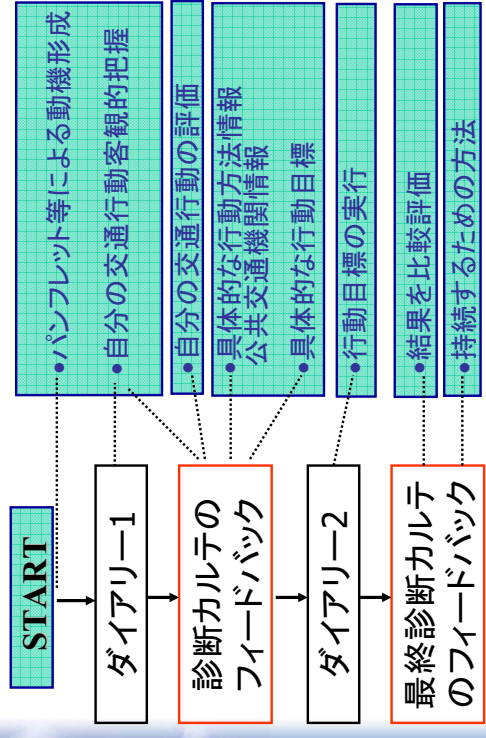 START
ダイアリー1
診断カルテの
フィードバック
ダイアリー2
最終診断カルテ
のフィードバック
•パンフレット等による動機形成
•自分の交通行動客観的把握
•自分の交通行動の評価
•具体的な行動方法情報
公共交通機関情報
•具体的な行動目標
•行動目標の実行
•結果を比較評価
•持続するための方法